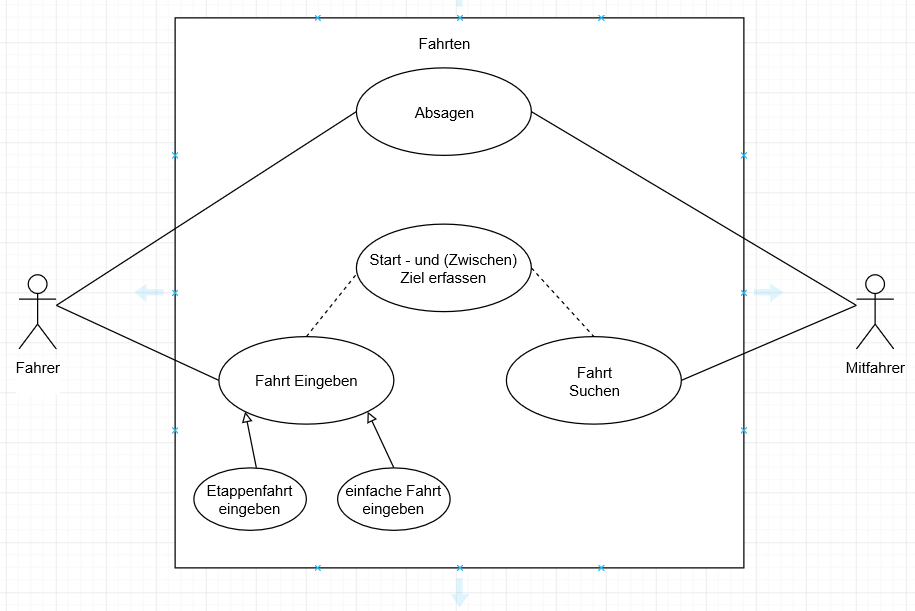 Fahrten
Absagen
Start - und (Zwischen)
Ziel erfassen
Fahrer
Mitfahrer
Fahrt Eingeben
Fahrt
Suchen
Etappenfahrt
eingeben
einfache Fahrt
eingeben